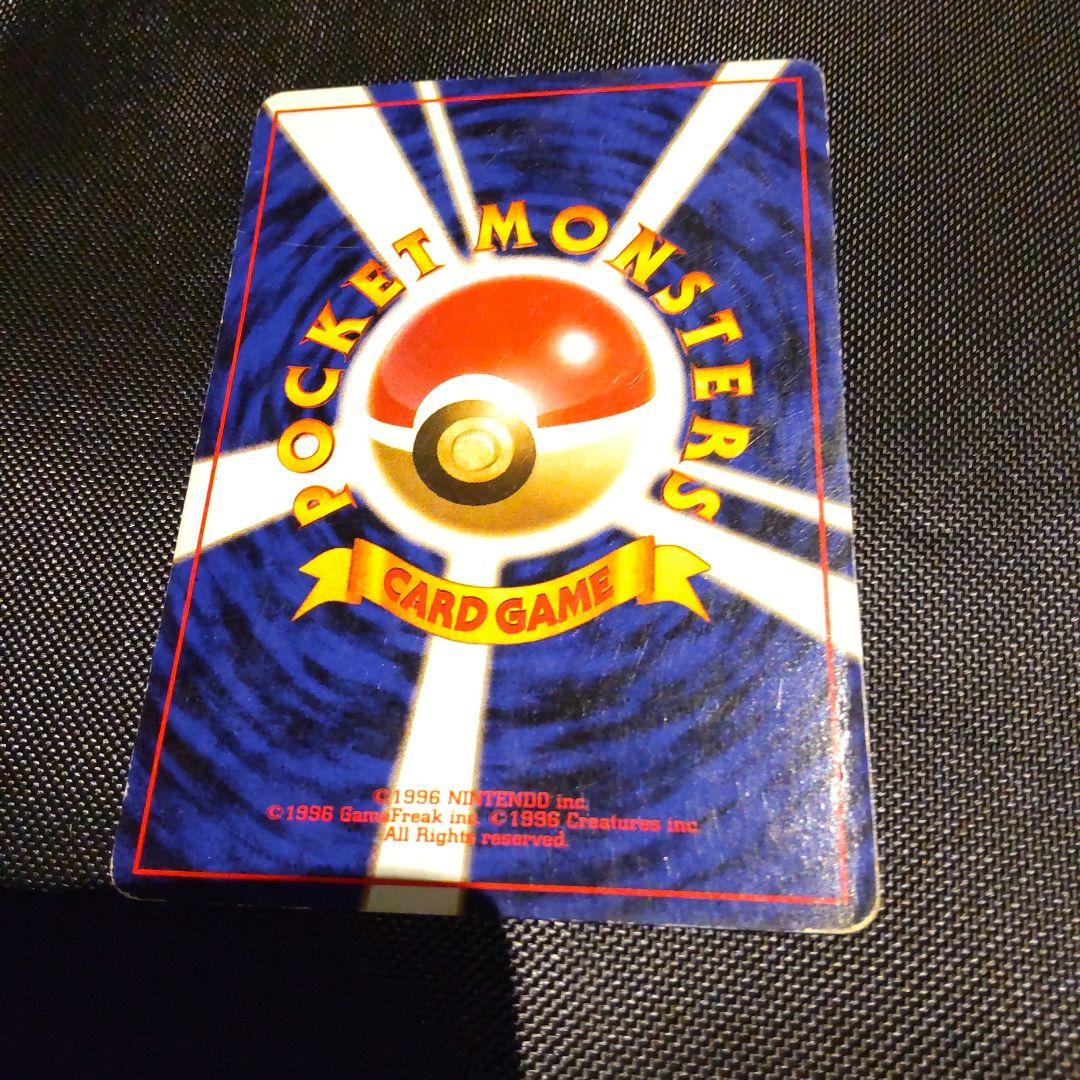 POCKET MONSTERS
CARD GAME
©1996 NINTENDO inc.
©1996 GameFreak inc. ©1996 Creatures inc.
All Rights reserved.